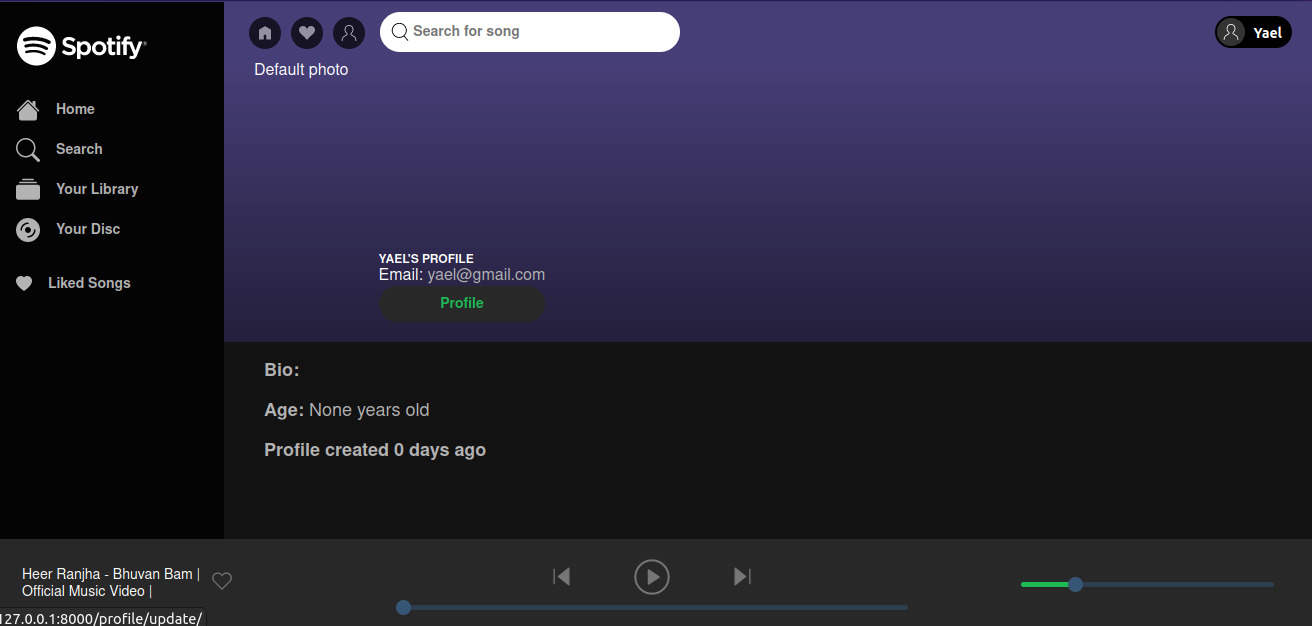 Spotify®
Search for song
Yael
Default photo
Home
Search
Your Library
Your Disc
Liked Songs
YAEL'S PROFILE
Email: yael@gmail.com
Profile
Bio:
Age: None years old
Profile created 0 days ago
Heer Ranjha - Bhuvan Bam |
Official Music Video |
127.0.0.1:8000/profile/update/